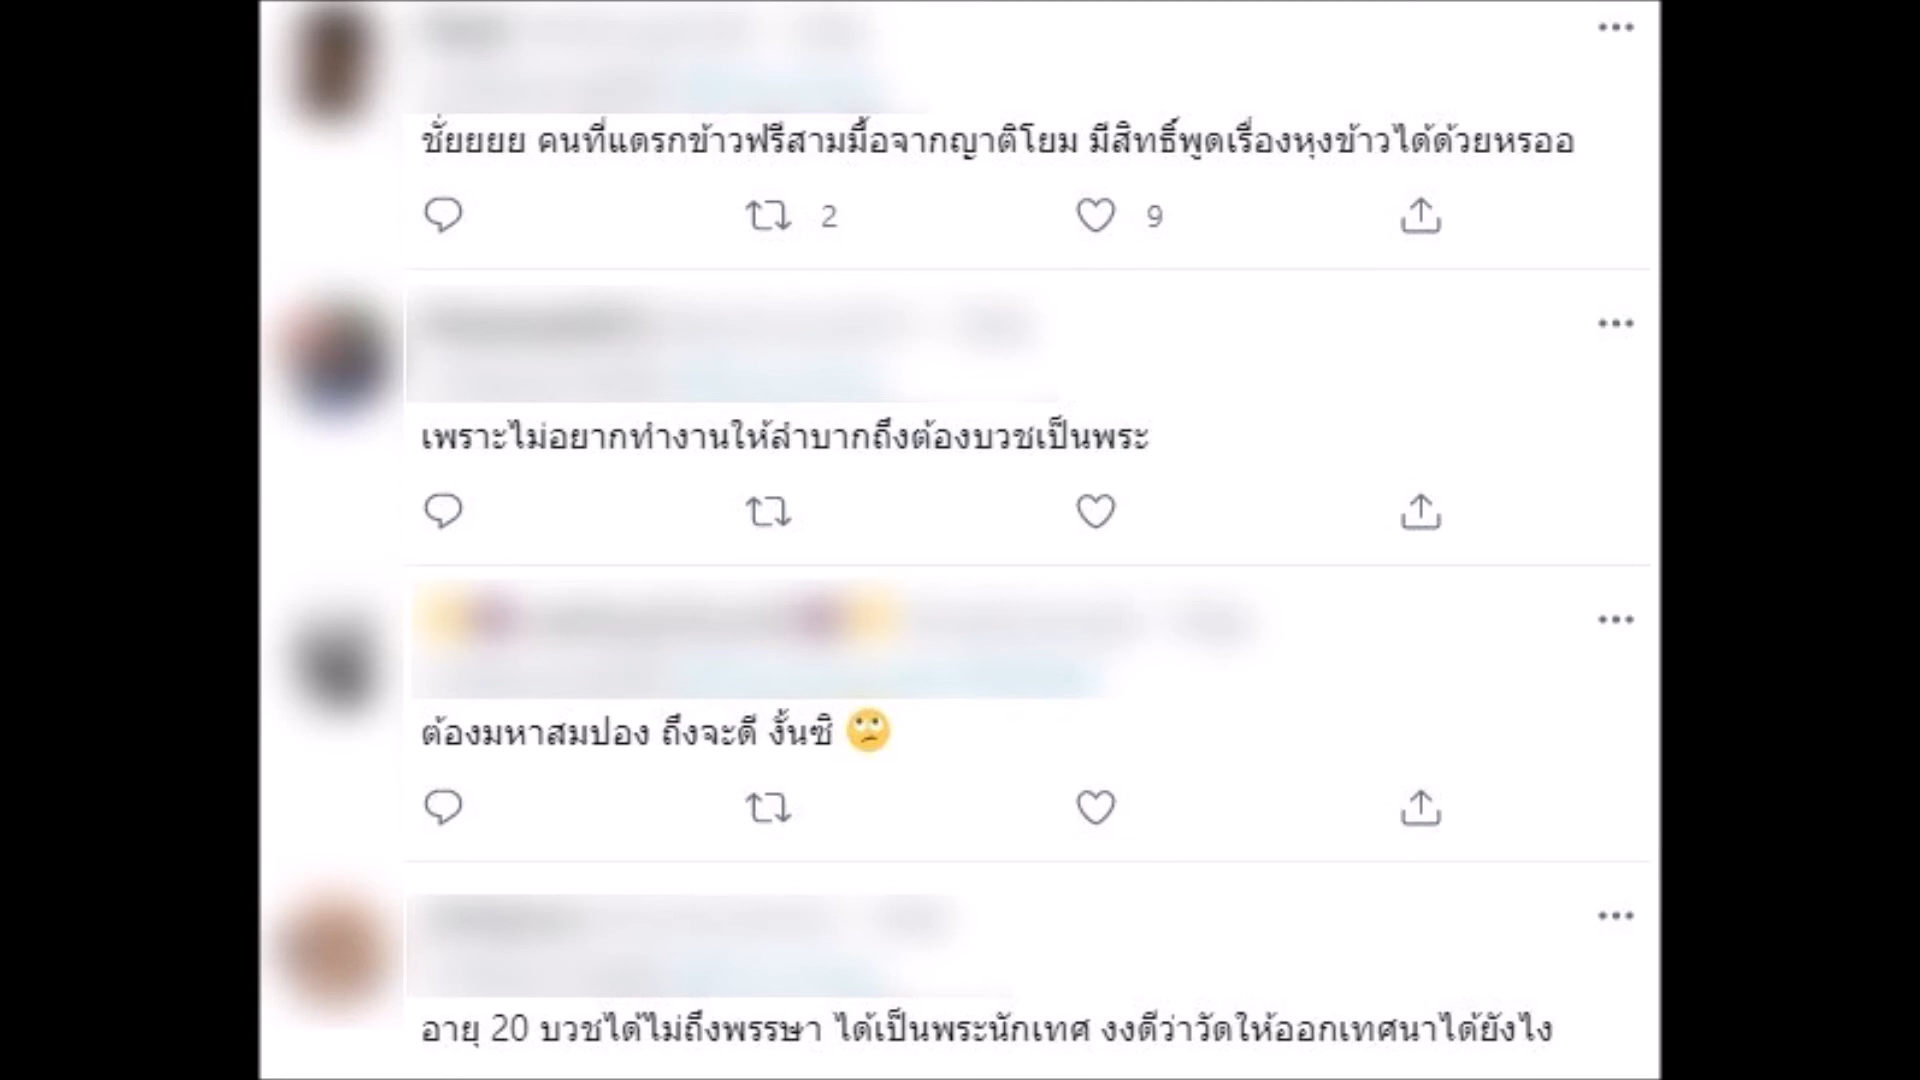 ชั่ยยยย คนที่แดรกข้าวฟรีสามมื้อจากญาติโยม มีสิทธิ์พูดเรื่องหุงข้าวได้ด้วยหรออ
2 9
เพราะไม่อยากทำงานให้ลำบากถึงต้องบวชเป็นพระ
ต้องมหาสมปอง ถึงจะดี งั้นซิ 🙄
อายุ 20 บวชได้ไม่ถึงพรรษา ได้เป็นพระนักเทศ งงดีว่าวัดให้ออกเทศนาได้ยังไง